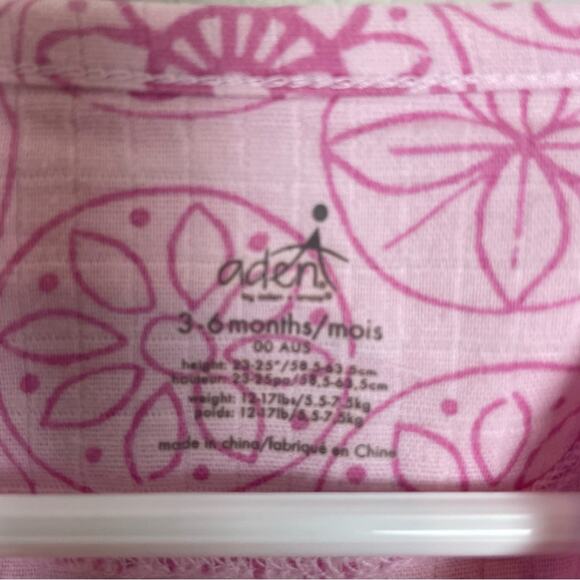 aden
by aden + anais®
3-6 months/mois
00 AUS
height: 23-25"/58,5-63,5cm
hauteur: 23-25po/58,5-63,5cm
weight: 12-17lbs/5.5-7.5kg
poids: 12-17lb/5,5-7,5kg
made in china/fabriqué en Chine